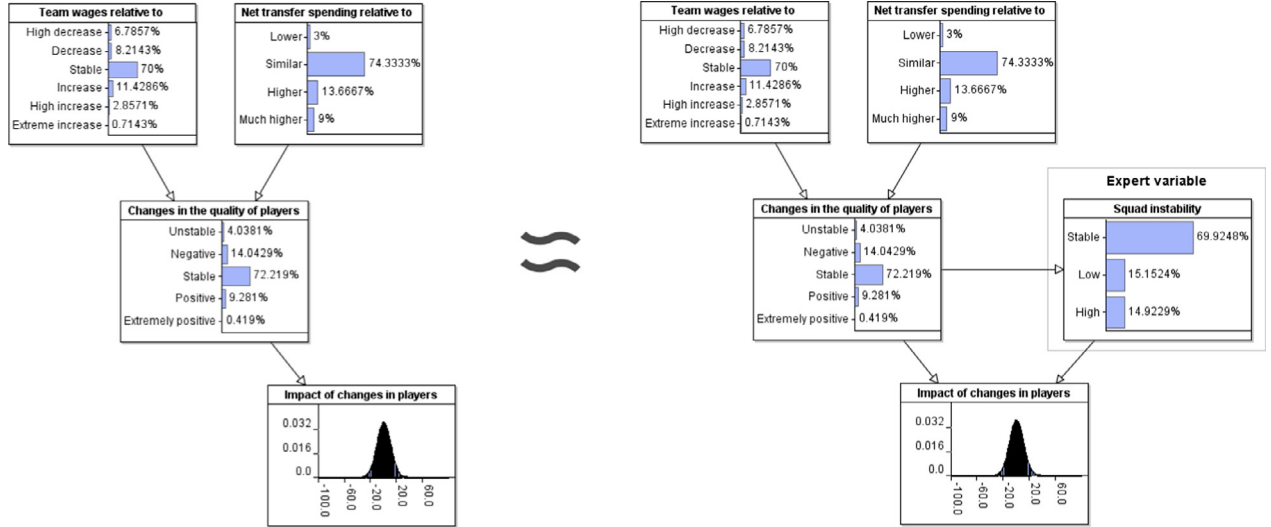 Team wages relative to
High decrease 6.7857%
Decrease 8.2143%
Stable 70%
Increase 11.4286%
High increase 2.8571%
Extreme increase 0.7143%
Net transfer spending relative to
Lower 3%
Similar 74.3333%
Higher 13.6667%
Much higher 9%
Changes in the quality of players
Unstable 4.0381%
Negative 14.0429%
Stable 72.219%
Positive 9.281%
Extremely positive 0.419%
Impact of changes in players
0.032
0.016
0.0
-100.0 -60.0 -20.0 20.0 60.0
≈
Team wages relative to
High decrease 6.7857%
Decrease 8.2143%
Stable 70%
Increase 11.4286%
High increase 2.8571%
Extreme increase 0.7143%
Net transfer spending relative to
Lower 3%
Similar 74.3333%
Higher 13.6667%
Much higher 9%
Changes in the quality of players
Unstable 4.0381%
Negative 14.0429%
Stable 72.219%
Positive 9.281%
Extremely positive 0.419%
Expert variable
Squad instability
Stable 69.9248%
Low 15.1524%
High 14.9229%
Impact of changes in players
0.032
0.016
0.0
-100.0 -60.0 -20.0 20.0 60.0